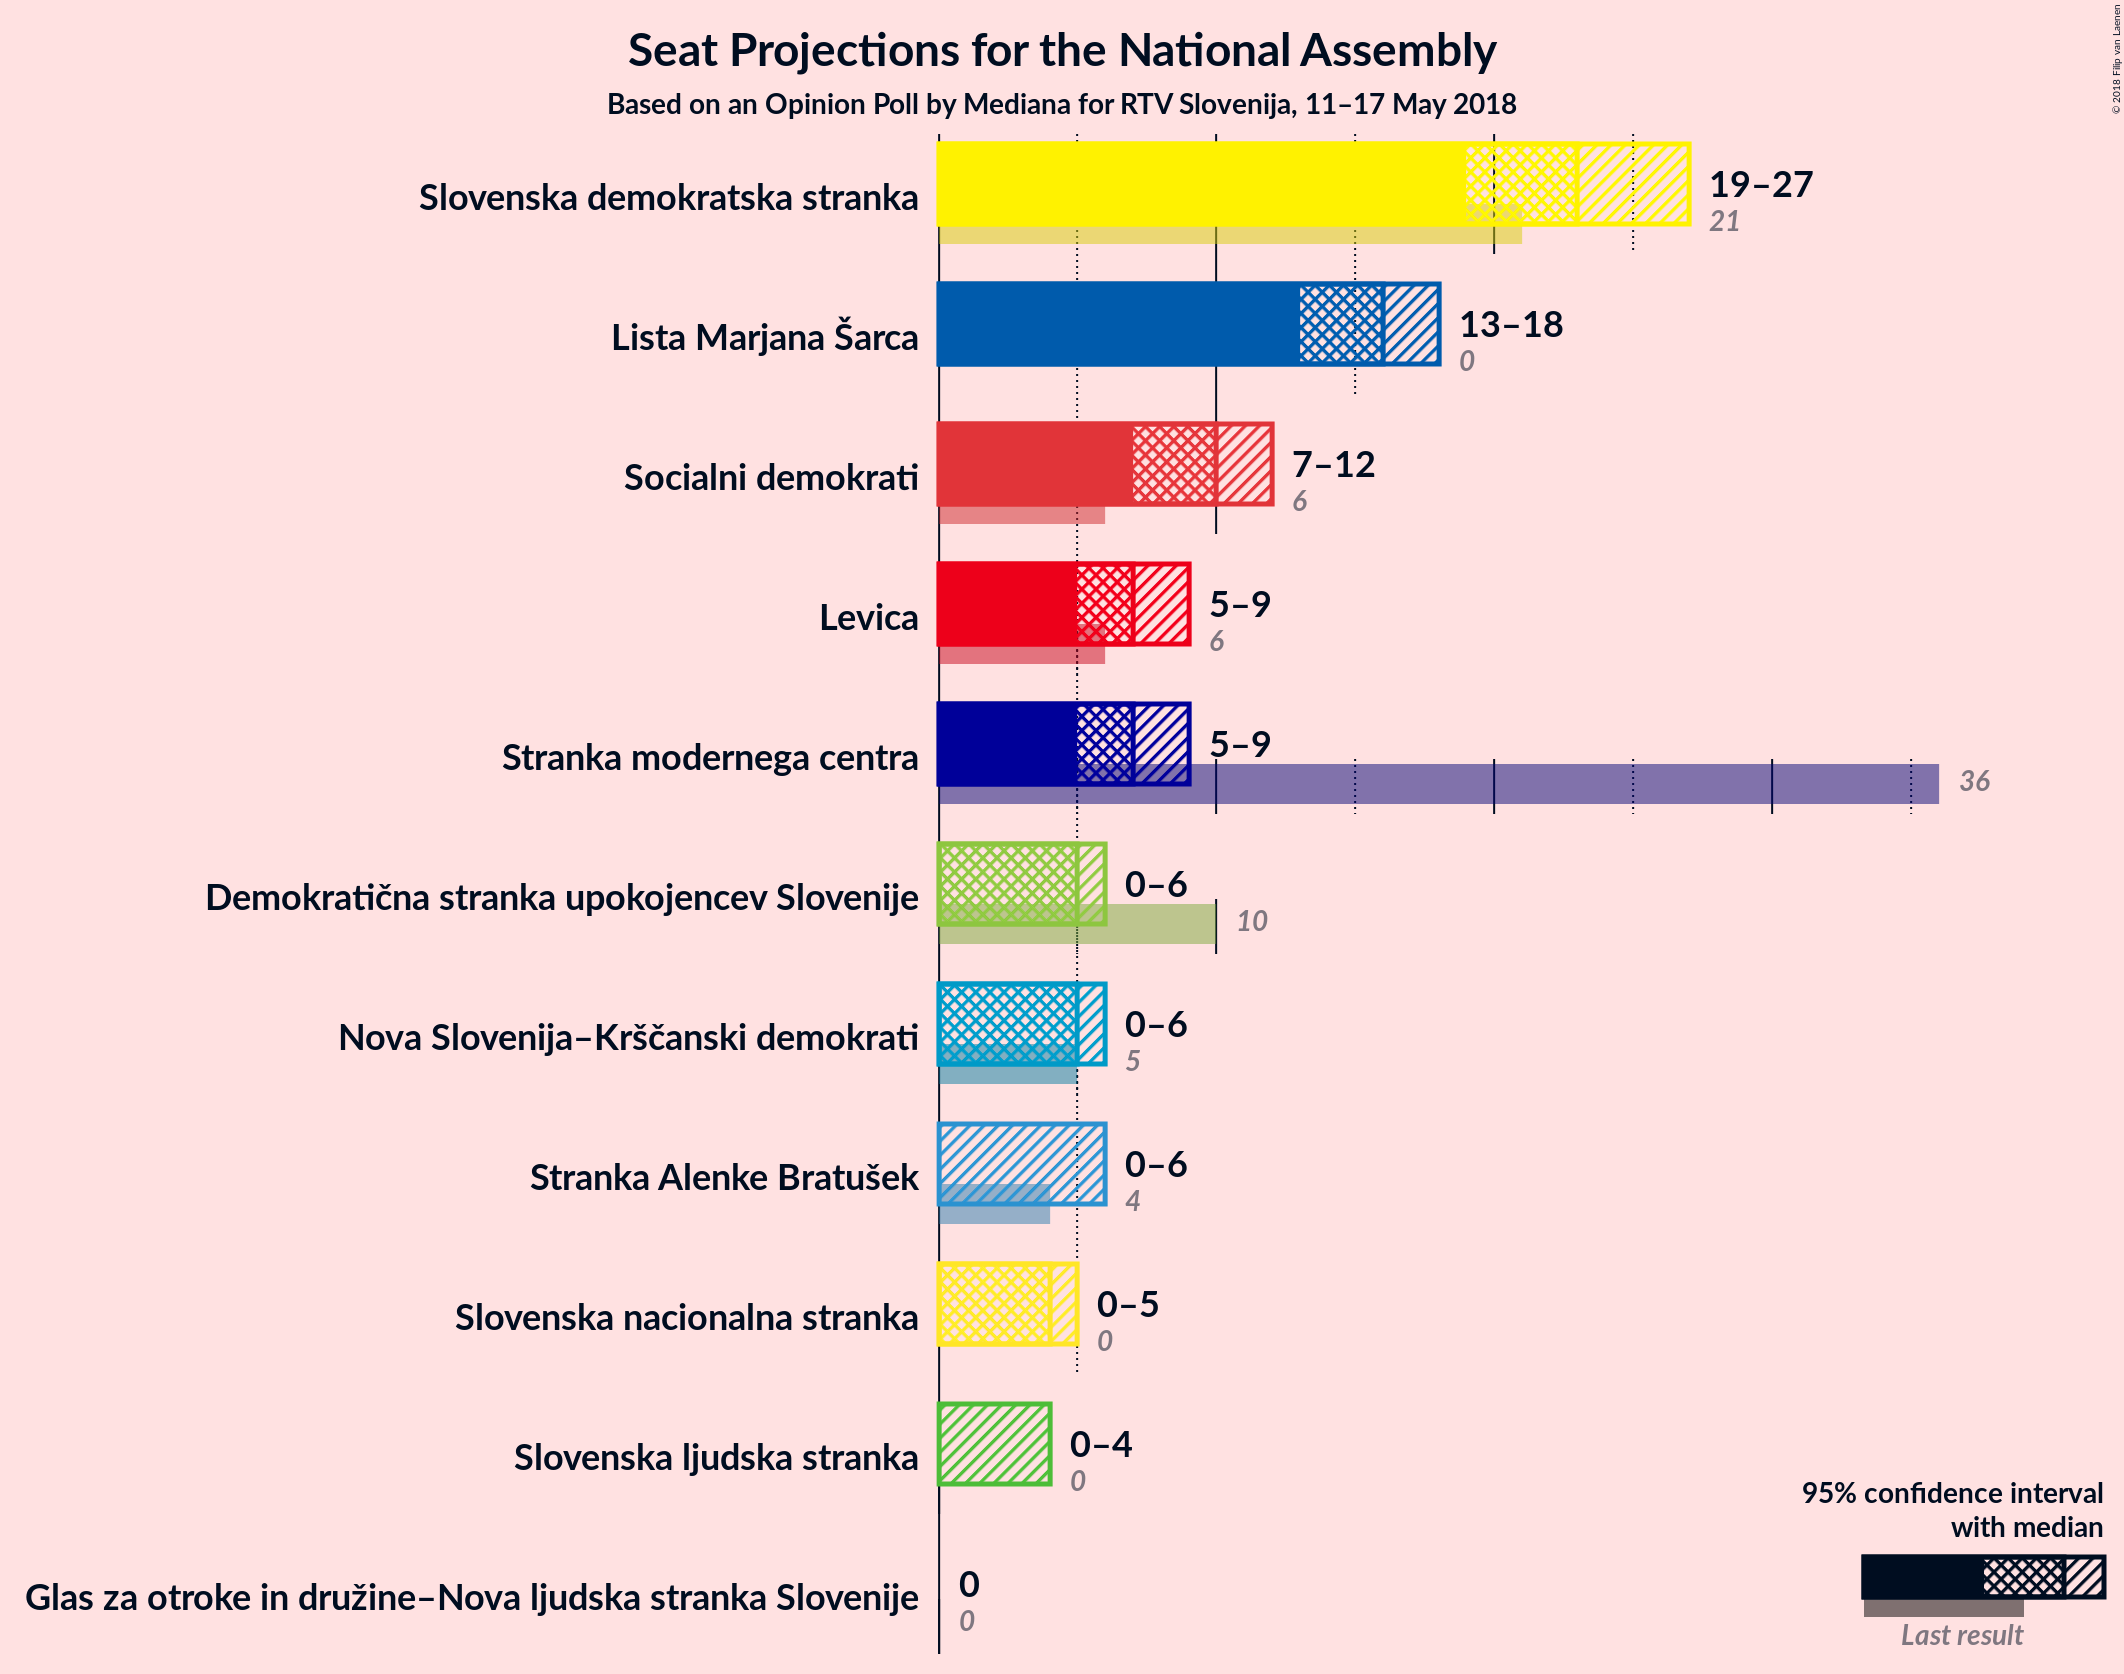 Seat Projections for the National Assembly
Based on an Opinion Poll by Mediana for RTV Slovenija, 11–17 May 2018
© 2018 Filip van Laenen
Slovenska demokratska stranka
19–27
21
Lista Marjana Šarca
13–18
0
Socialni demokrati
7–12
6
Levica
5–9
6
Stranka modernega centra
5–9
36
Demokratična stranka upokojencev Slovenije
0–6
10
Nova Slovenija–Krščanski demokrati
0–6
5
Stranka Alenke Bratušek
0–6
4
Slovenska nacionalna stranka
0–5
0
Slovenska ljudska stranka
0–4
0
Glas za otroke in družine–Nova ljudska stranka Slovenije
0
0
95% confidence interval
with median
Last result